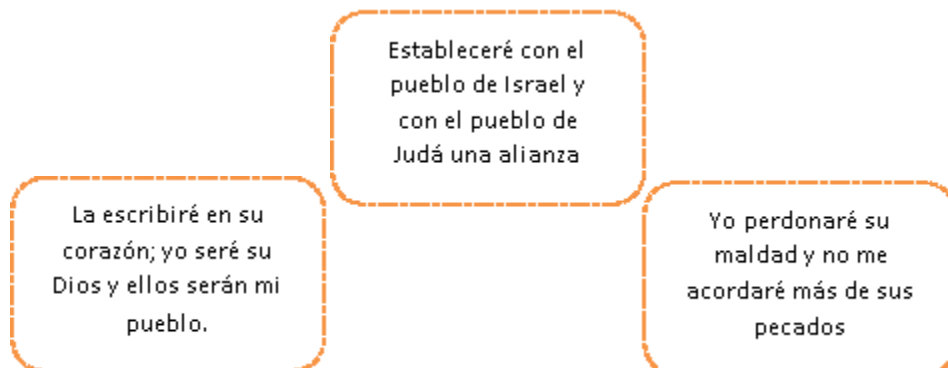 Estableceré con el
pueblo de Israel y
con el pueblo de
Judá una alianza
La escribiré en su
corazón; yo seré su
Dios y ellos serán mi
pueblo.
Yo perdonaré su
maldad y no me
acordaré más de sus
pecados